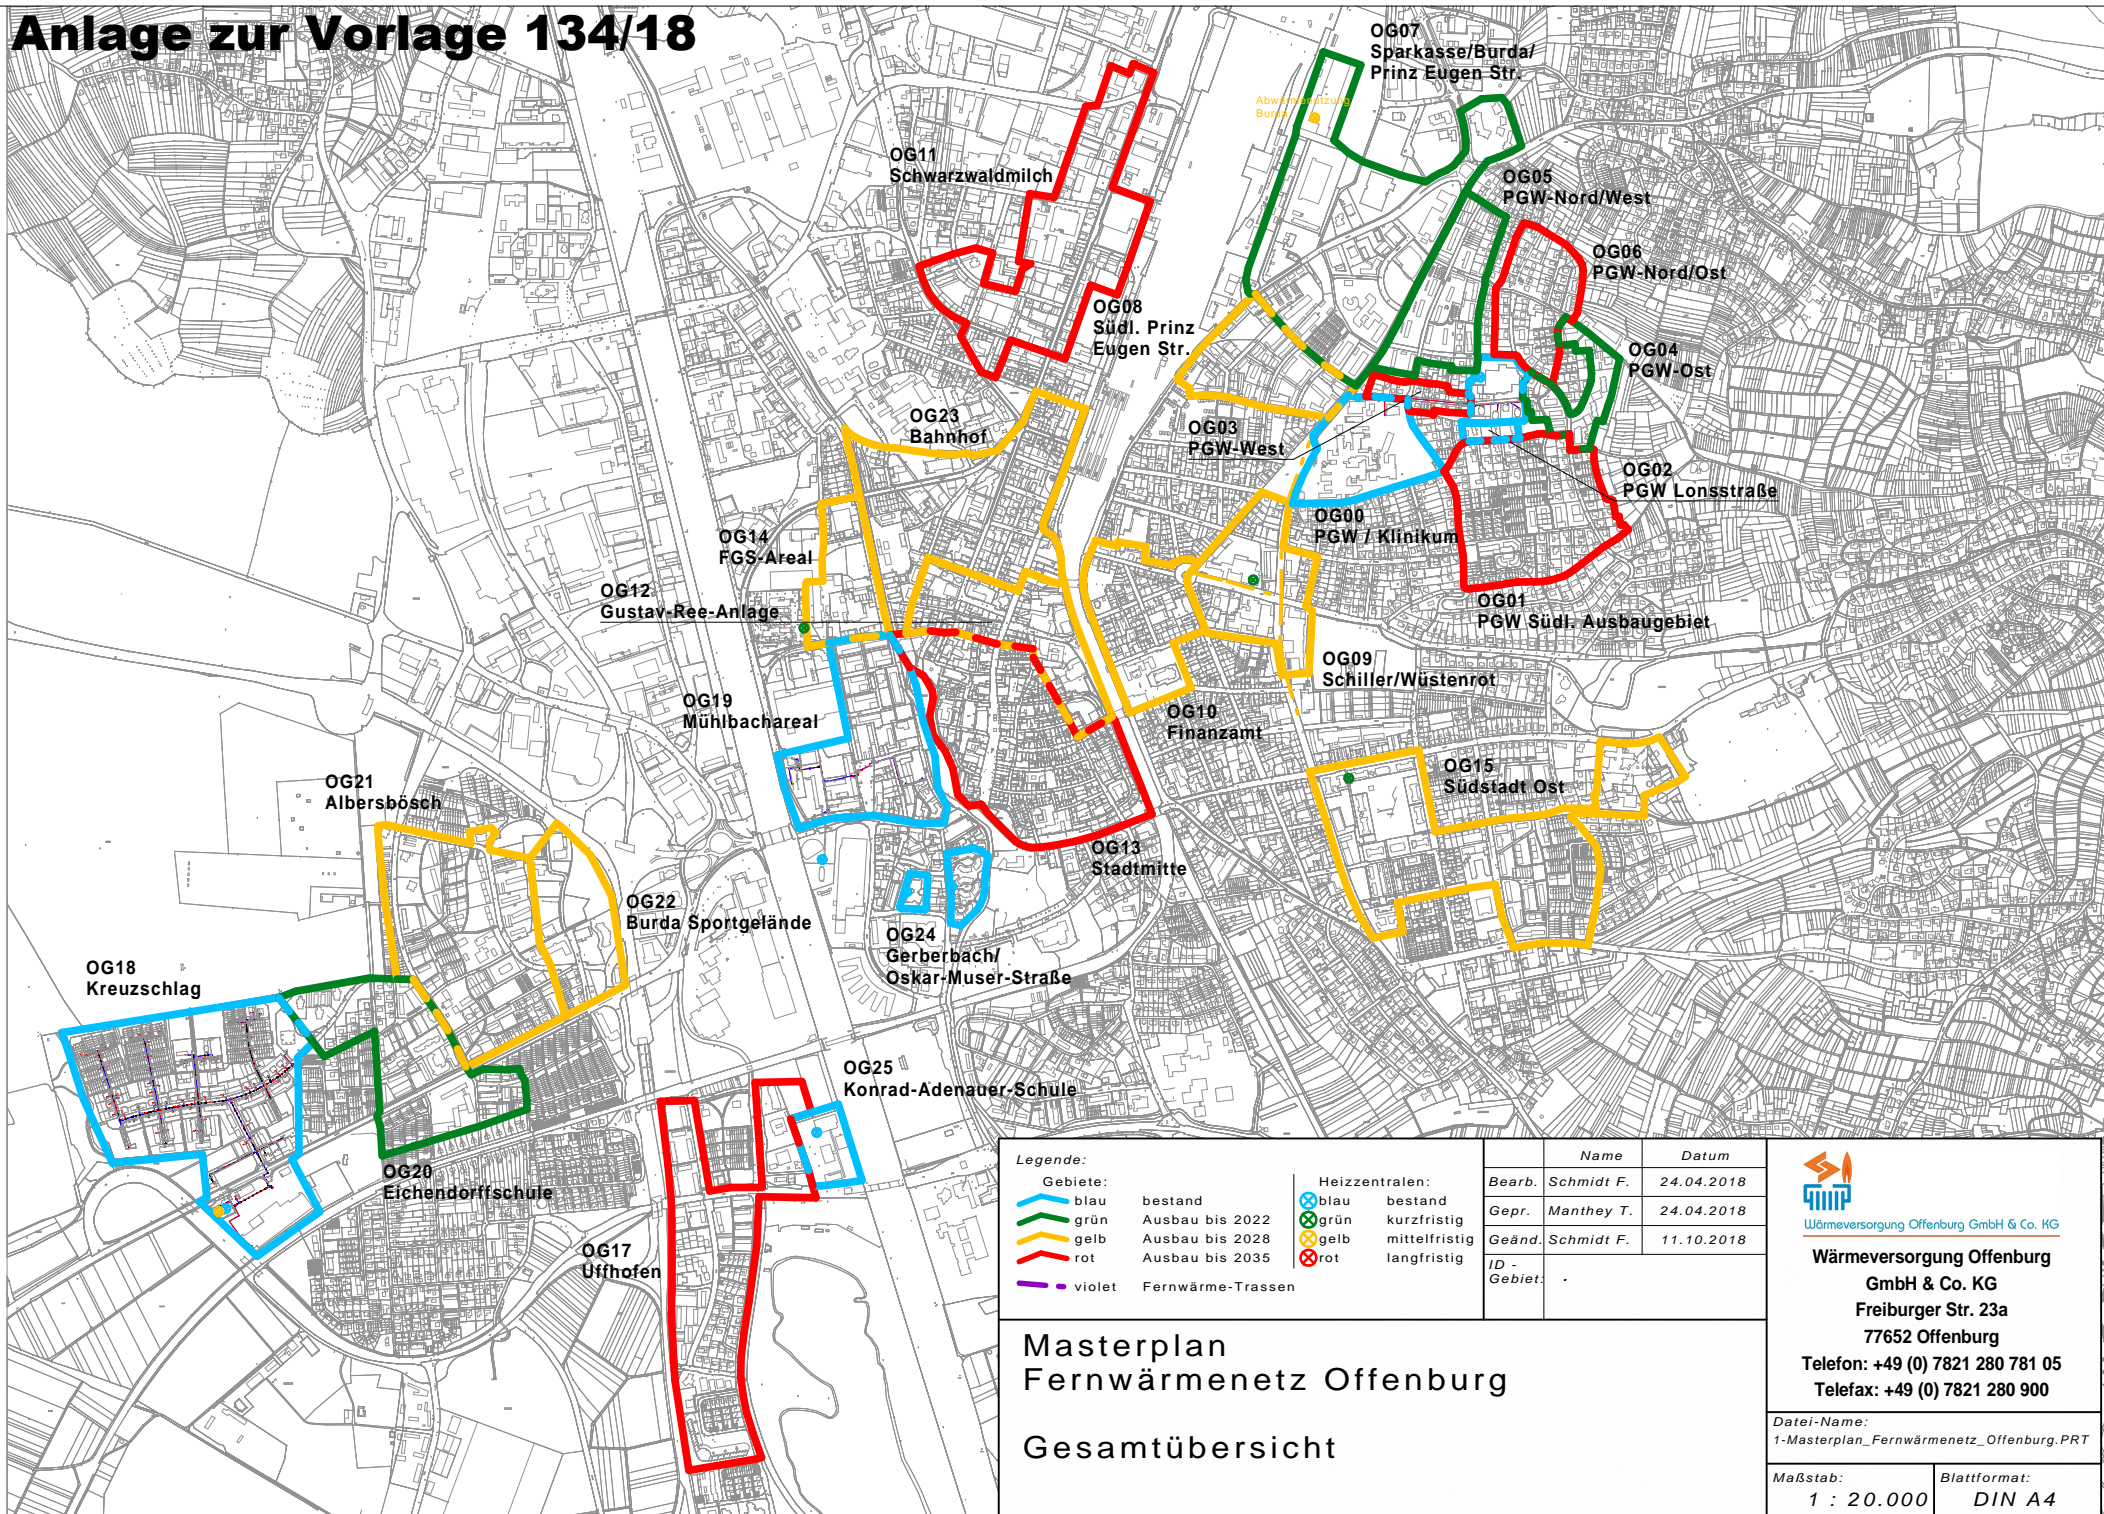 Anlage zur Vorlage 134/18
OG07
Sparkasse/Burda/
Prinz Eugen Str.
Abwärmenutzung
Burda
OG11
Schwarzwaldmilch
OG05
PGW-Nord/West
OG06
PGW-Nord/Ost
OG08
Südl. Prinz
Eugen Str.
OG04
PGW-Ost
OG23
Bahnhof
OG03
PGW-West
OG02
PGW Lonsstraße
OG00
PGW / Klinikum
OG14
FGS-Areal
OG12
Gustav-Ree-Anlage
OG01
PGW Südl. Ausbaugebiet
OG09
Schiller/Wüstenrot
OG19
Mühlbachareal
OG10
Finanzamt
OG15
Südstadt Ost
OG21
Albersbösch
OG13
Stadtmitte
OG22
Burda Sportgelände
OG24
Gerberbach/
Oskar-Muser-Straße
OG18
Kreuzschlag
OG25
Konrad-Adenauer-Schule
OG20
Eichendorffschule
OG17
Uffhofen
Legende:
Gebiete:
blau bestand
grün Ausbau bis 2022
gelb Ausbau bis 2028
rot Ausbau bis 2035
violet Fernwärme-Trassen
Heizzentralen:
blau bestand
grün kurzfristig
gelb mittelfristig
rot langfristig
Name Datum
Bearb. Schmidt F. 24.04.2018
Gepr. Manthey T. 24.04.2018
Geänd. Schmidt F. 11.10.2018
ID -
Gebiet: .
Masterplan
Fernwärmenetz Offenburg
Gesamtübersicht
Wärmeversorgung Offenburg GmbH & Co. KG
Wärmeversorgung Offenburg
GmbH & Co. KG
Freiburger Str. 23a
77652 Offenburg
Telefon: +49 (0) 7821 280 781 05
Telefax: +49 (0) 7821 280 900
Datei-Name:
1-Masterplan_Fernwärmenetz_Offenburg.PRT
Maßstab:
1 : 20.000
Blattformat:
DIN A4